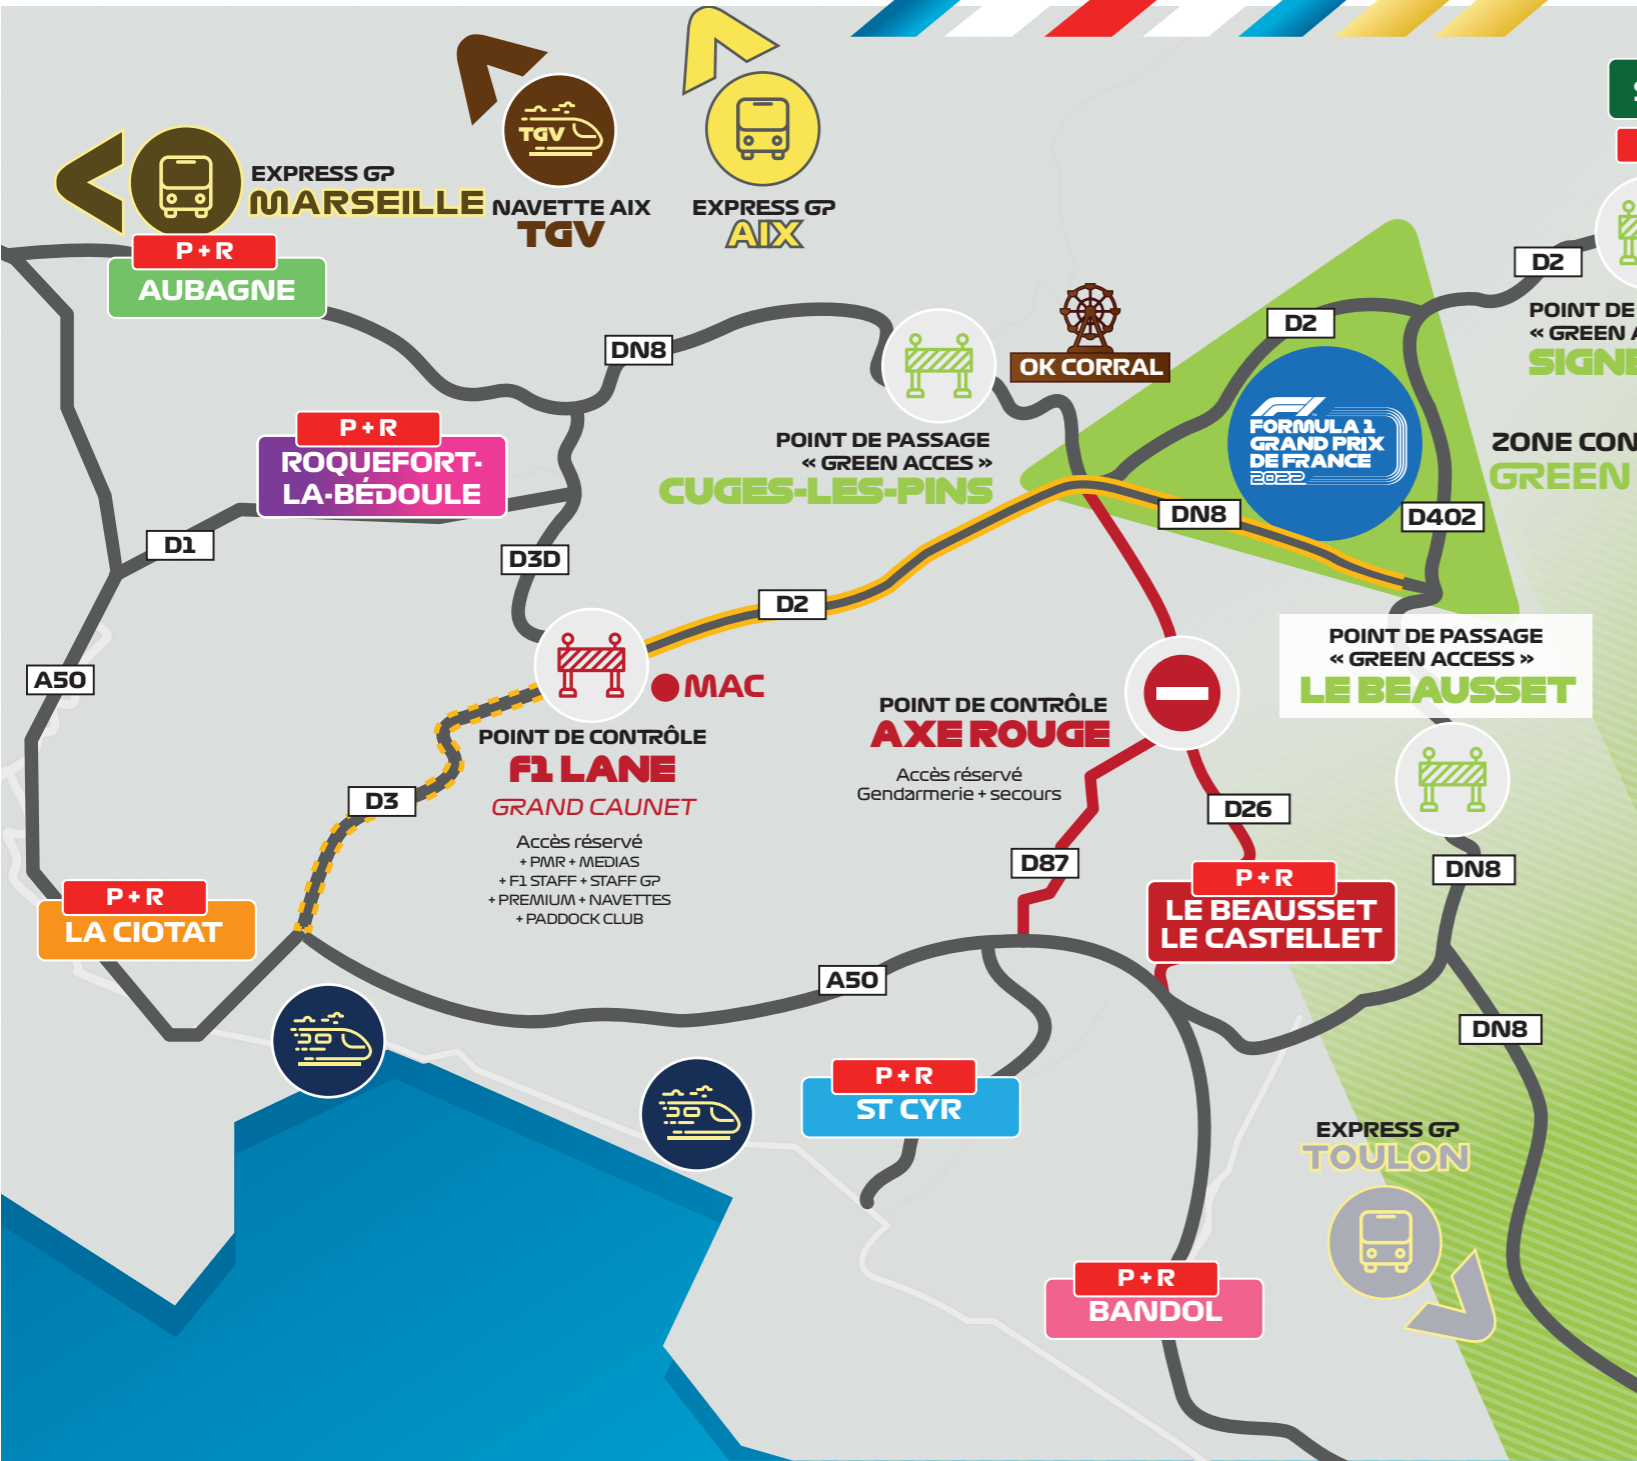 TGV
EXPRESS GP
MARSEILLE
NAVETTE AIX
TGV
EXPRESS GP
AIX
P+R
AUBAGNE
DN8
OK CORRAL
D2
D2
FORMULA 1
GRAND PRIX
DE FRANCE
2022
POINT DE
« GREEN A
SIGNE
P+R
ROQUEFORT-
LA-BÉDOULE
POINT DE PASSAGE
« GREEN ACCES »
CUGES-LES-PINS
ZONE CON
GREEN
DN8
D402
D1
D3D
D2
A50
MAC
POINT DE CONTRÔLE
F1 LANE
GRAND CAUNET
Accès réservé
+ PMR + MEDIAS
+ F1 STAFF + STAFF GP
+ PREMIUM + NAVETTES
+ PADDOCK CLUB
POINT DE CONTRÔLE
AXE ROUGE
Accès réservé
Gendarmerie + secours
POINT DE PASSAGE
« GREEN ACCESS »
LE BEAUSSET
D3
D26
D87
DN8
P+R
LA CIOTAT
P+R
LE BEAUSSET
LE CASTELLET
A50
DN8
P+R
ST CYR
EXPRESS GP
TOULON
P+R
BANDOL